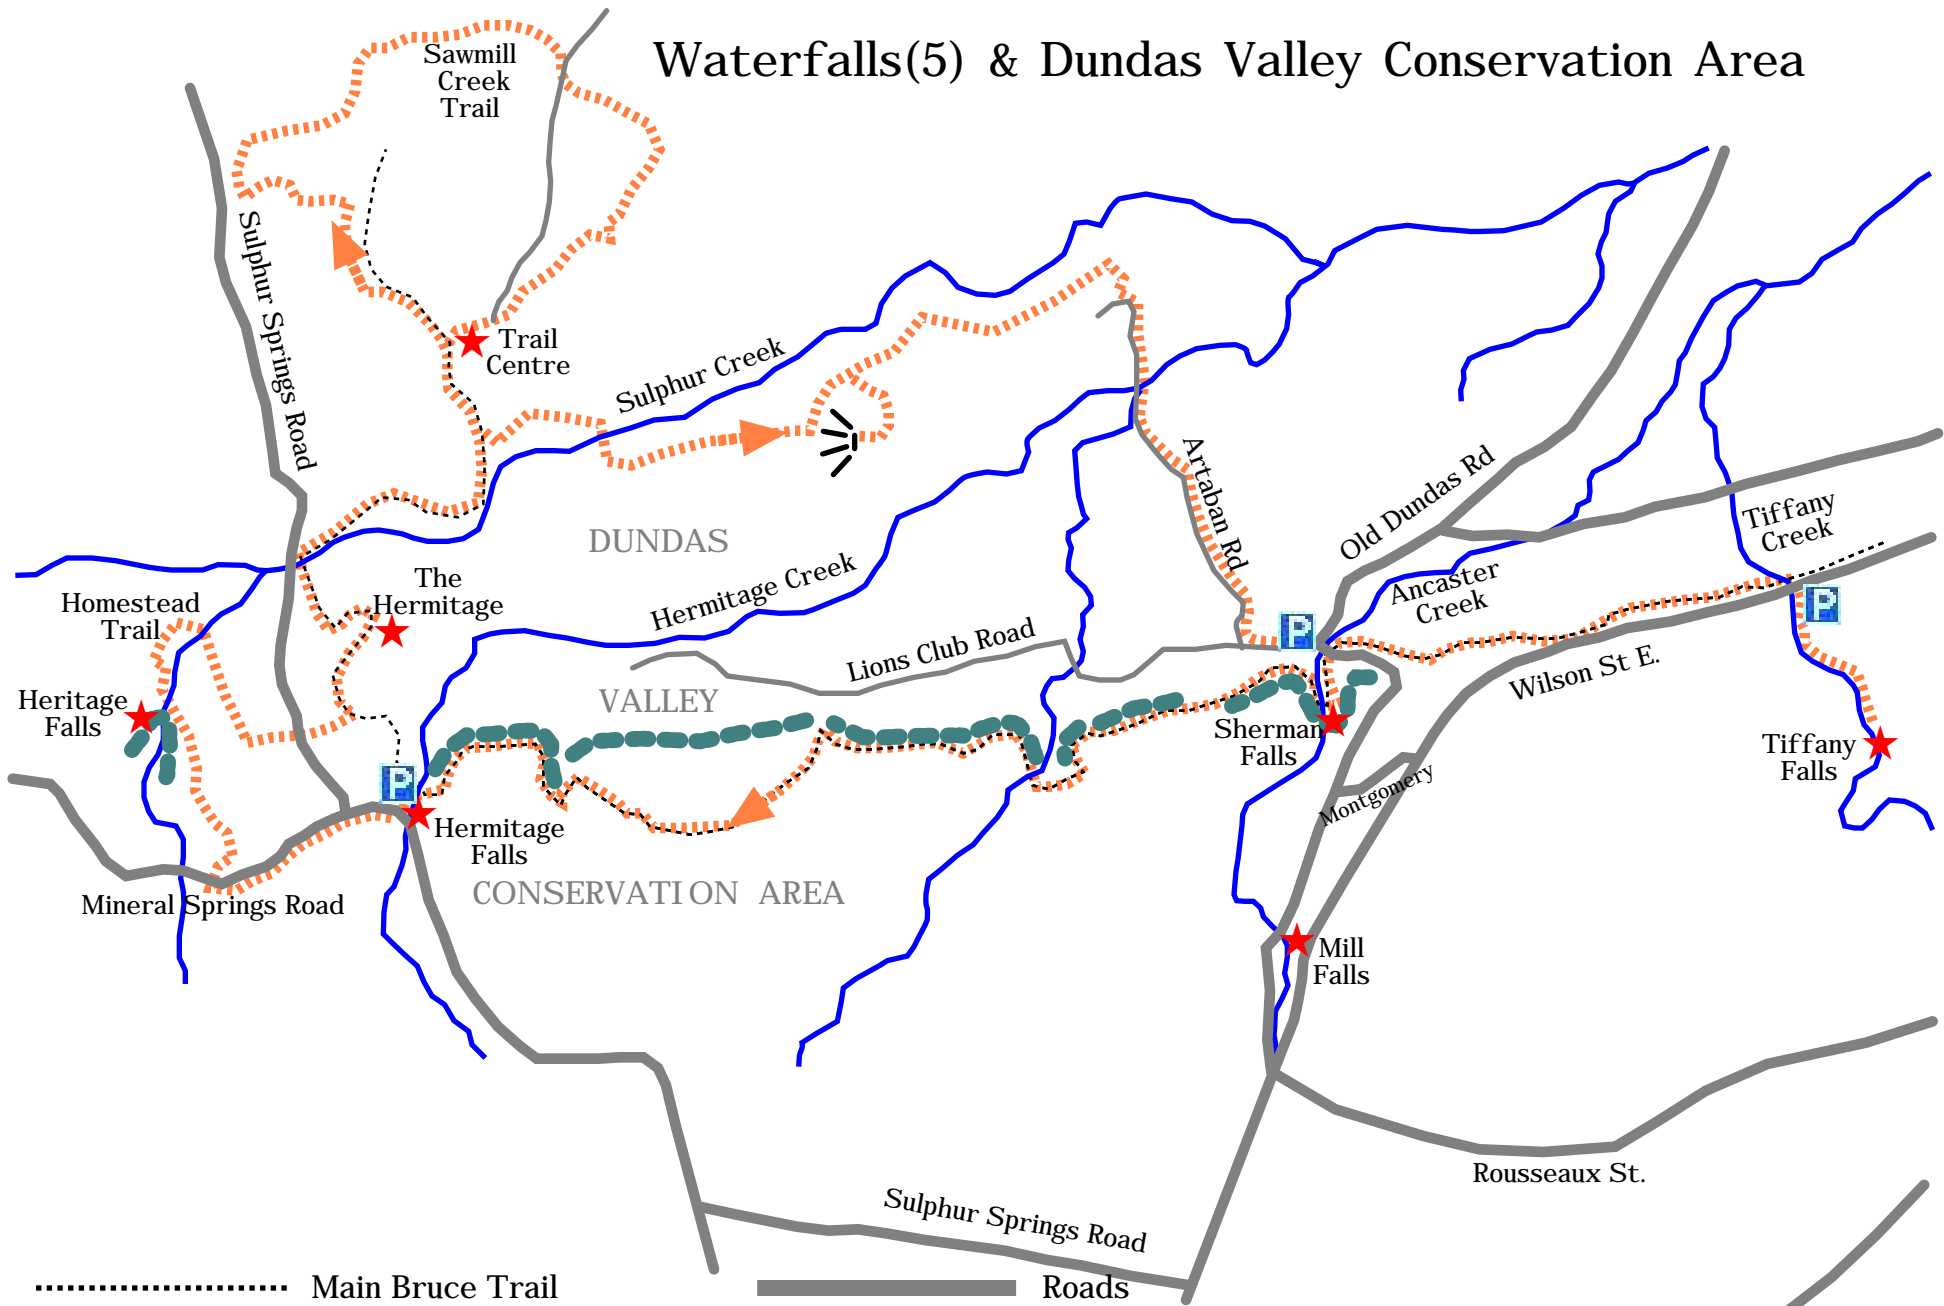 Waterfalls(5) & Dundas Valley Conservation Area
Sawmill
Creek
Trail
Sulphur Springs Road
Trail
Centre
Sulphur Creek
Artaban Rd
Old Dundas Rd
Tiffany
Creek
DUNDAS
The
Hermitage
Hermitage Creek
Ancaster
Creek
Homestead
Trail
P
P
Lions Club Road
Wilson St E.
VALLEY
Heritage
Falls
Sherman
Falls
Tiffany
Falls
P
Montgomery
Hermitage
Falls
CONSERVATION AREA
Mineral Springs Road
Mill
Falls
Rousseaux St.
Sulphur Springs Road
Main Bruce Trail
Roads